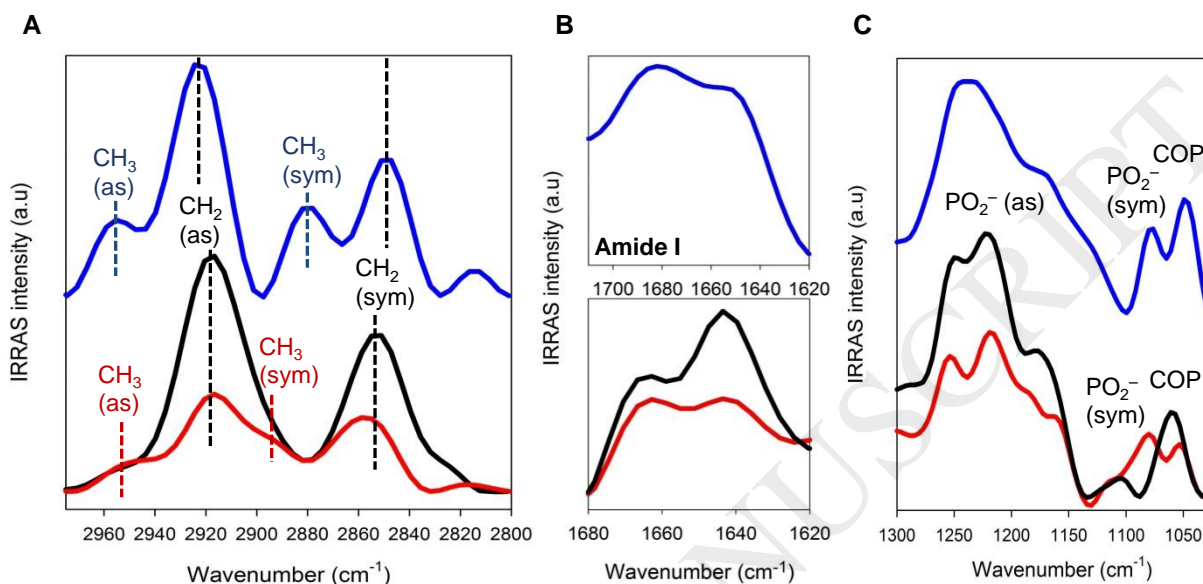 A
B
C
CH3
(as)
CH3
(sym)
CH2
(as)
CH2
(sym)
CH3
(as)
CH3
(sym)
IRRAS intensity (a.u)
2960 2940 2920 2900 2880 2860 2840 2820 2800
Wavenumber (cm-1)
Amide I
1700 1680 1660 1640 1620
IRRAS intensity (a.u)
1680 1660 1640 1620
Wavenumber (cm-1)
PO2− (as)
PO2−
(sym)
COP
PO2−
(sym)
COP
IRRAS intensity (a.u)
1300 1250 1200 1150 1100 1050
Wavenumber (cm-1)
NUSCRIPT